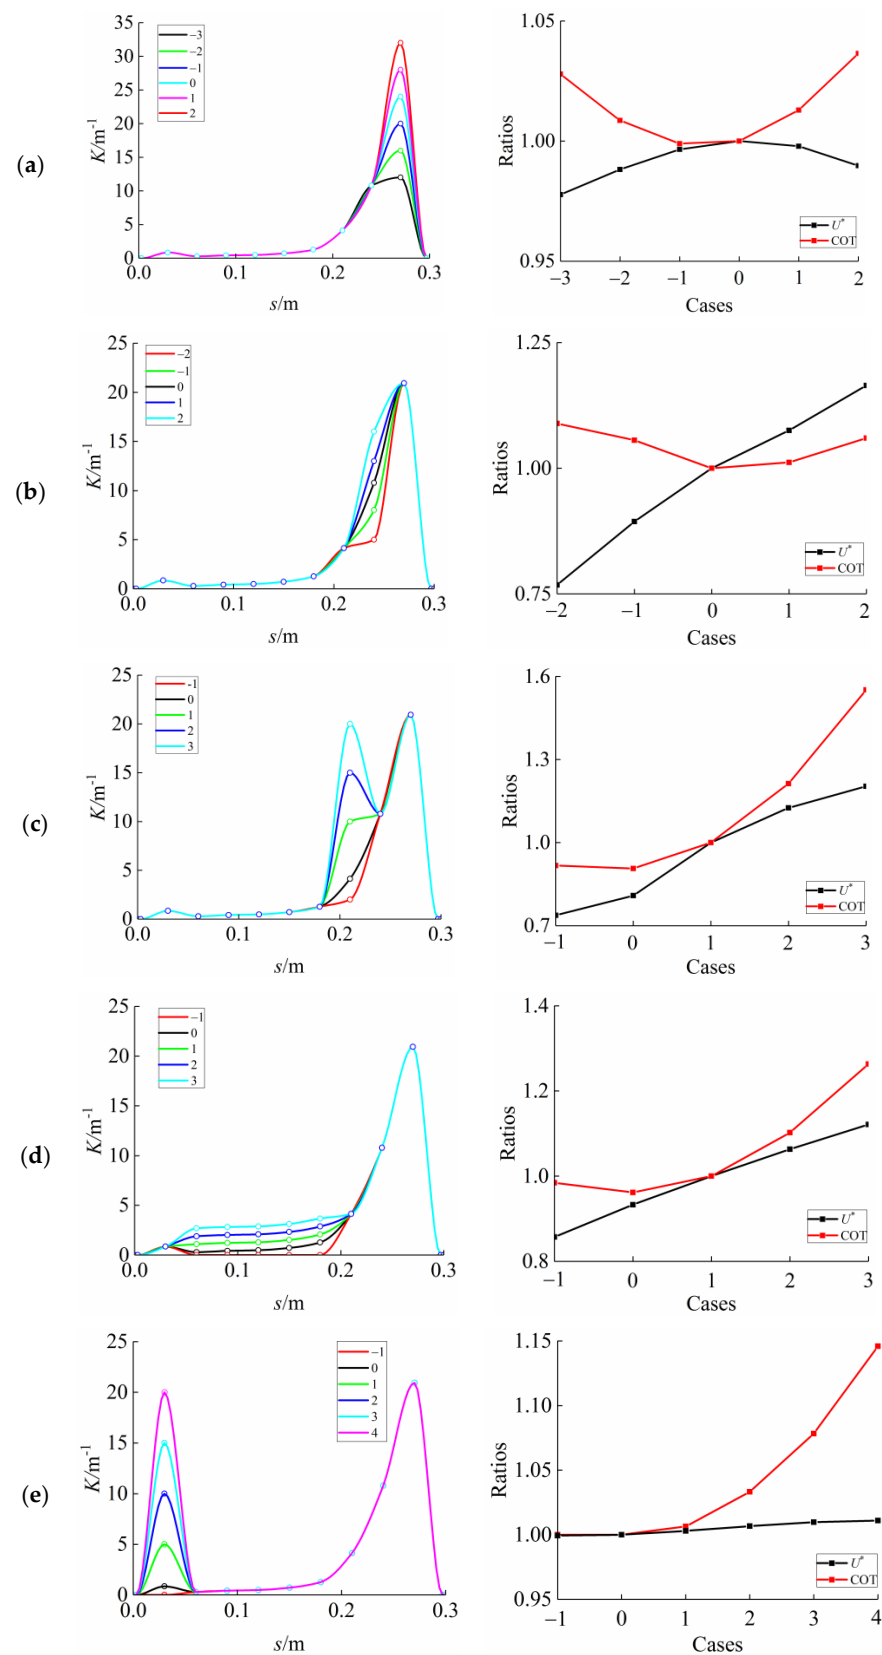 (a)
35
30
25
20
15
10
5
0
K/m⁻¹
–3
–2
–1
0
1
2
0.0 0.1 0.2 0.3
s/m
1.05
1.00
0.95
Ratios
U*
COT
–3 –2 –1 0 1 2
Cases
(b)
25
20
15
10
5
0
K/m⁻¹
–2
–1
0
1
2
0.0 0.1 0.2 0.3
s/m
1.25
1.00
0.75
Ratios
U*
COT
–2 –1 0 1 2
Cases
(c)
25
20
15
10
5
0
K/m⁻¹
-1
0
1
2
3
0.0 0.1 0.2 0.3
s/m
1.6
1.3
1.0
0.7
Ratios
U*
COT
–1 0 1 2 3
Cases
(d)
25
20
15
10
5
0
K/m⁻¹
–1
0
1
2
3
0.0 0.1 0.2 0.3
s/m
1.4
1.2
1.0
0.8
Ratios
U*
COT
–1 0 1 2 3
Cases
(e)
25
20
15
10
5
0
K/m⁻¹
–1
0
1
2
3
4
0.0 0.1 0.2 0.3
s/m
1.15
1.10
1.05
1.00
0.95
Ratios
U*
COT
–1 0 1 2 3 4
Cases